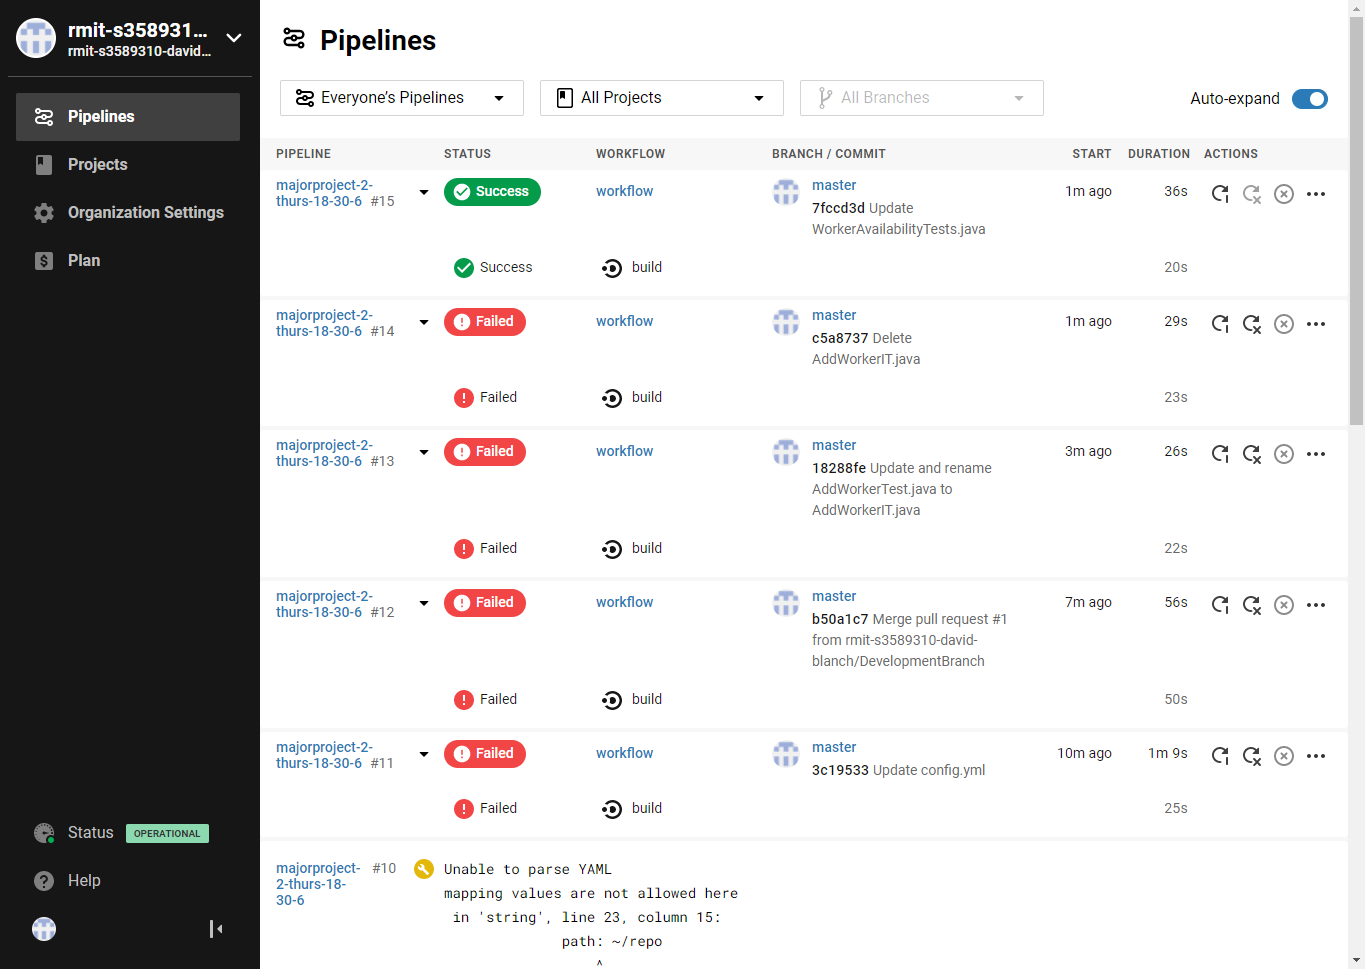 rmit-s358931...
rmit-s3589310-david...
Pipelines
Projects
Organization Settings
Plan
Status OPERATIONAL
Help
Pipelines
Everyone’s Pipelines
All Projects
All Branches
Auto-expand
PIPELINE STATUS WORKFLOW BRANCH / COMMIT START DURATION ACTIONS
majorproject-2-
thurs-18-30-6 #15
Success
workflow
master
7fccd3d Update
WorkerAvailabilityTests.java
1m ago
36s
Success
build
20s
majorproject-2-
thurs-18-30-6 #14
Failed
workflow
master
c5a8737 Delete
AddWorkerIT.java
1m ago
29s
Failed
build
23s
majorproject-2-
thurs-18-30-6 #13
Failed
workflow
master
18288fe Update and rename
AddWorkerTest.java to
AddWorkerIT.java
3m ago
26s
Failed
build
22s
majorproject-2-
thurs-18-30-6 #12
Failed
workflow
master
b50a1c7 Merge pull request #1
from rmit-s3589310-david-
blanch/DevelopmentBranch
7m ago
56s
Failed
build
50s
majorproject-2-
thurs-18-30-6 #11
Failed
workflow
master
3c19533 Update config.yml
10m ago
1m 9s
Failed
build
25s
majorproject-
2-thurs-18-
30-6
#10
Unable to parse YAML
mapping values are not allowed here
in 'string', line 23, column 15:
path: ~/repo
^